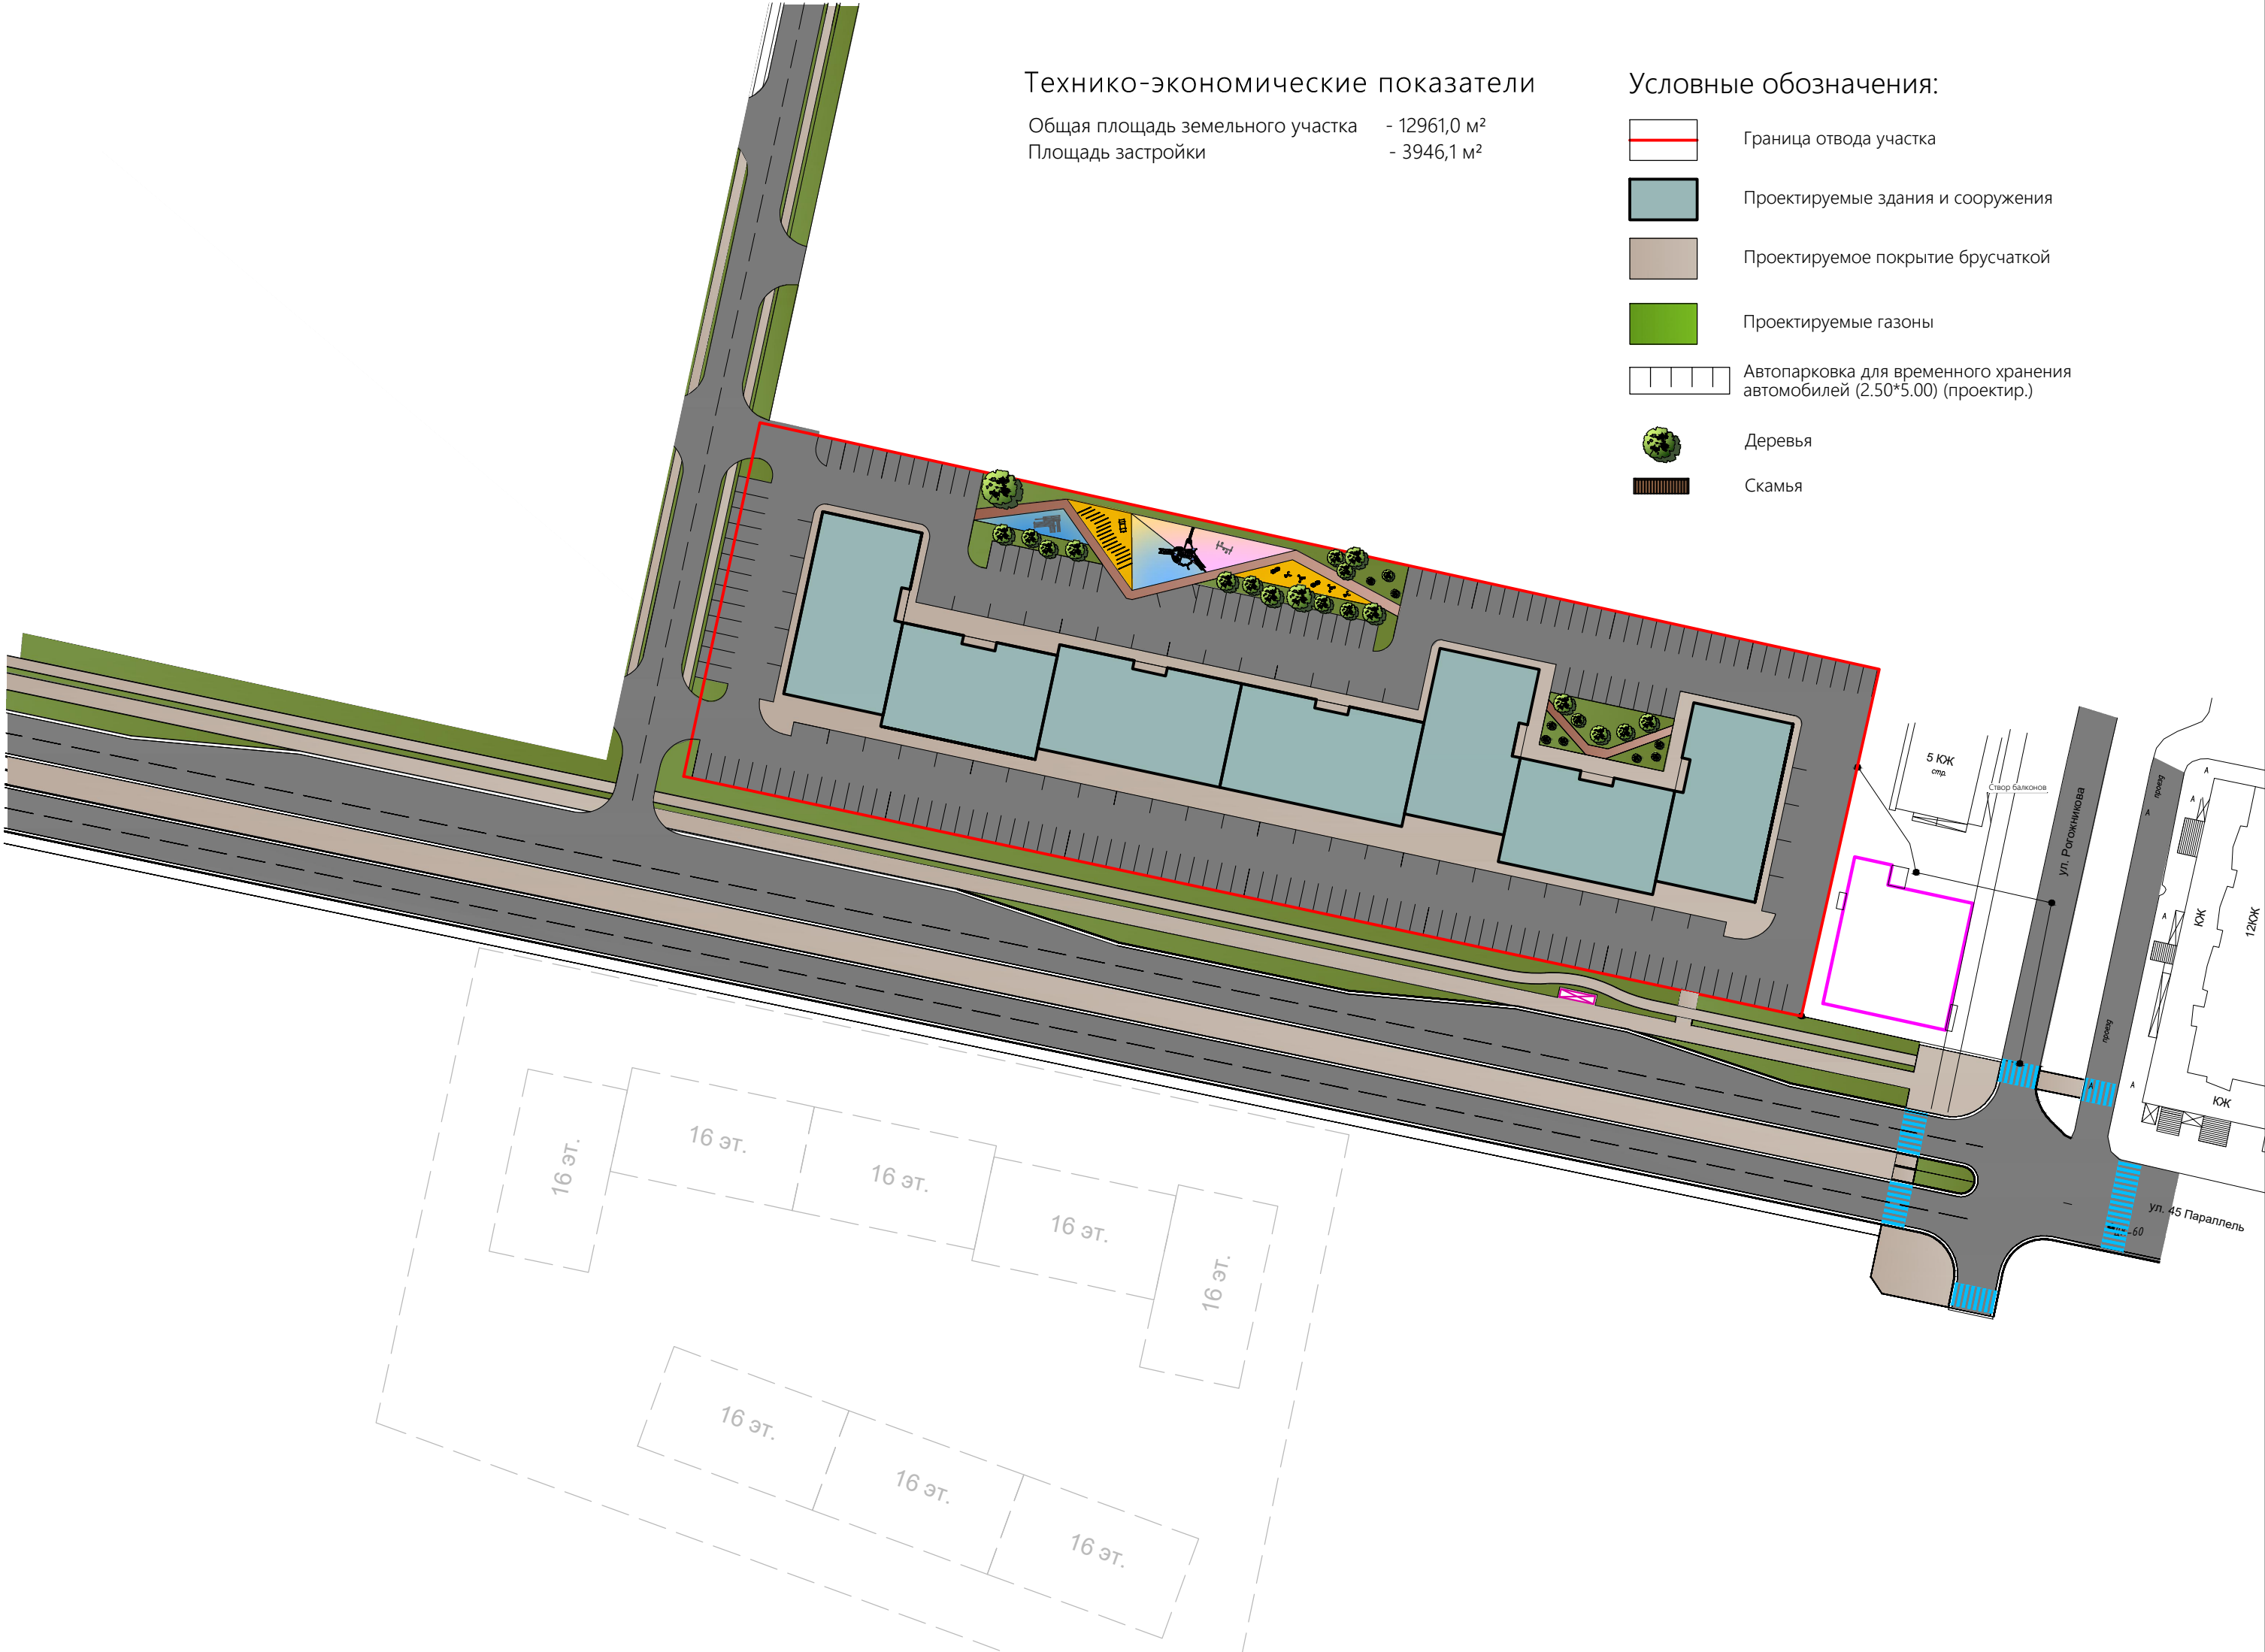 Технико-экономические показатели
Общая площадь земельного участка - 12961,0 м²
Площадь застройки - 3946,1 м²
Условные обозначения:
Граница отвода участка
Проектируемые здания и сооружения
Проектируемое покрытие брусчаткой
Проектируемые газоны
Автопарковка для временного хранения
автомобилей (2.50*5.00) (проектир.)
Деревья
Скамья
5 КЖ
стр.
Створ балконов
ул. Рогожникова
проезд
А
А
А
А
А
КЖ
12КЖ
проезд
А
А
КЖ
ул. 45 Параллель
16 эт.
16 эт.
16 эт.
16 эт.
16 эт.
16 эт.
16 эт.
16 эт.